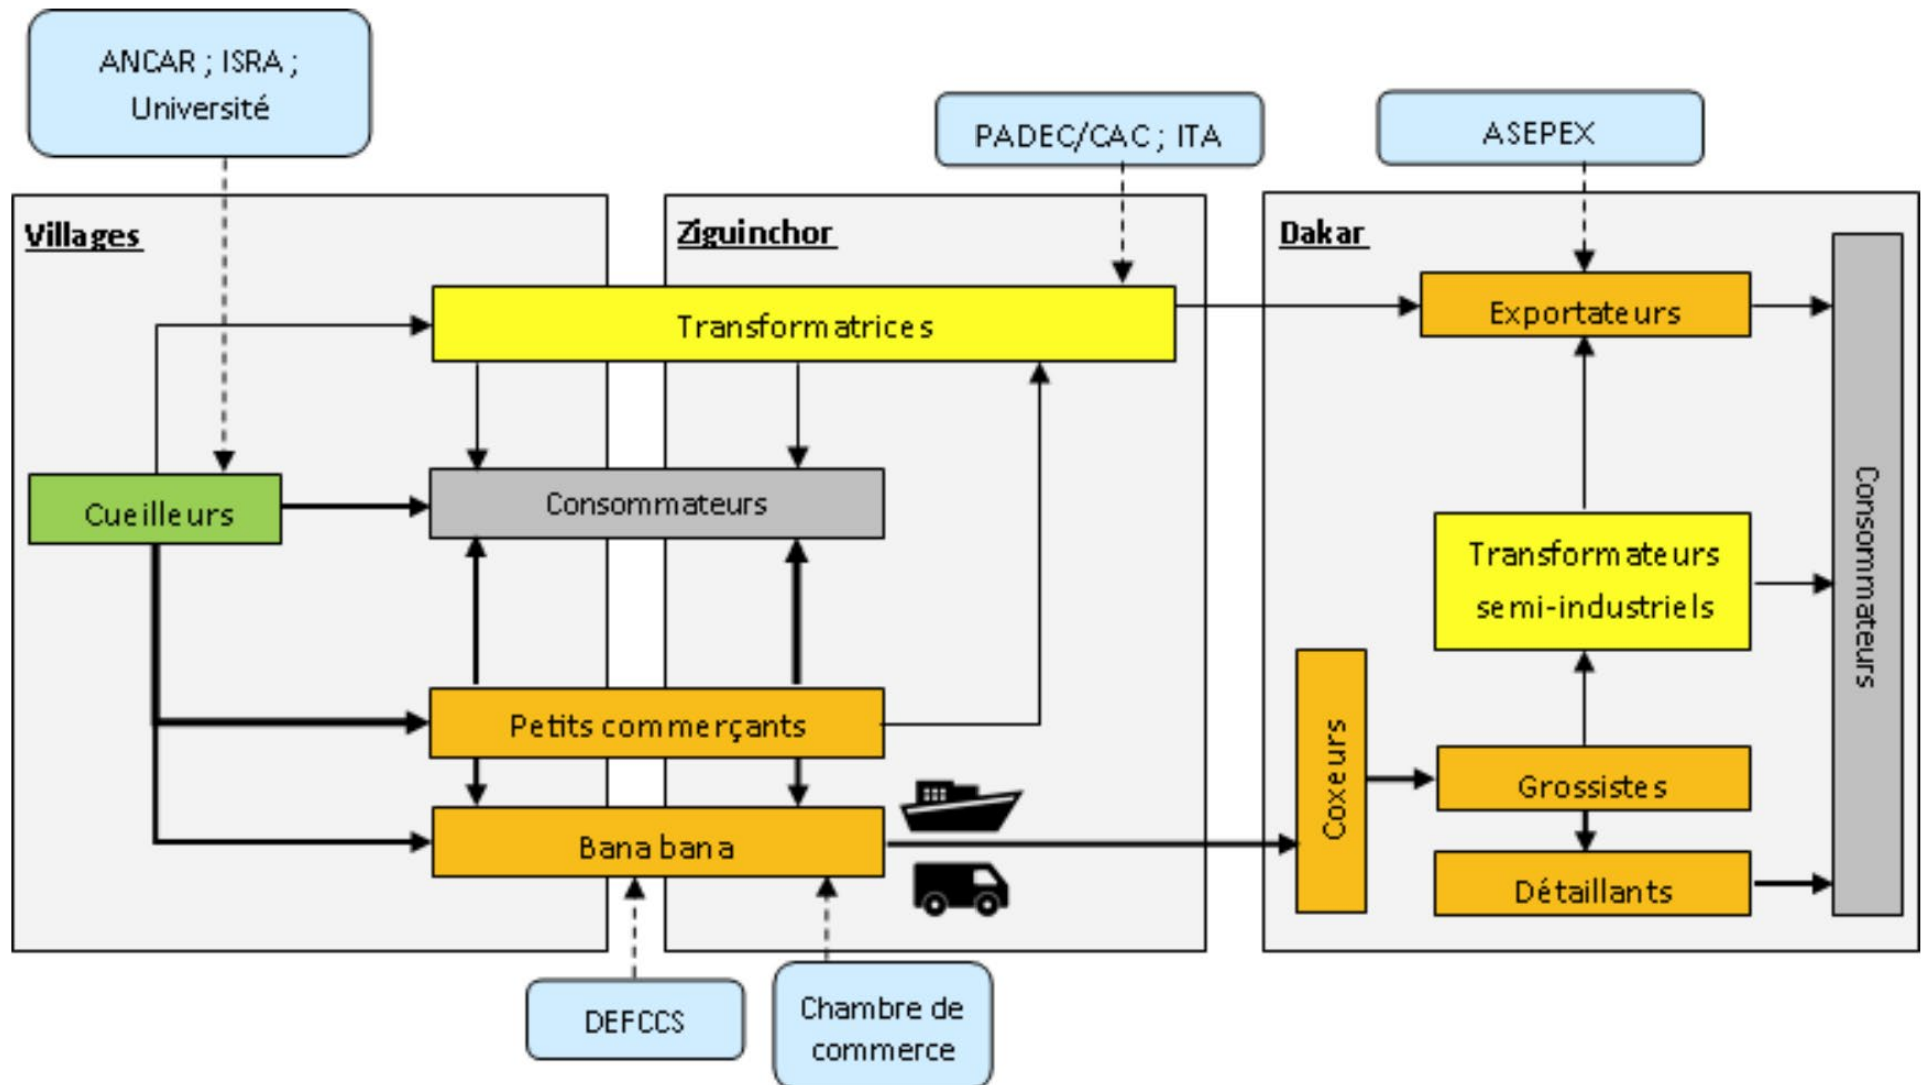 ANCAR ; ISRA ;
Université
PADEC/CAC ; ITA
ASEPEX
Villages
Ziguinchor
Dakar
Transformatrices
Exportateurs
Cueilleurs
Consommateurs
Transformateurs
semi-industriels
Consommateurs
Petits commerçants
Coxeurs
Grossistes
Bana bana
Détaillants
DEFCCS
Chambre de
commerce